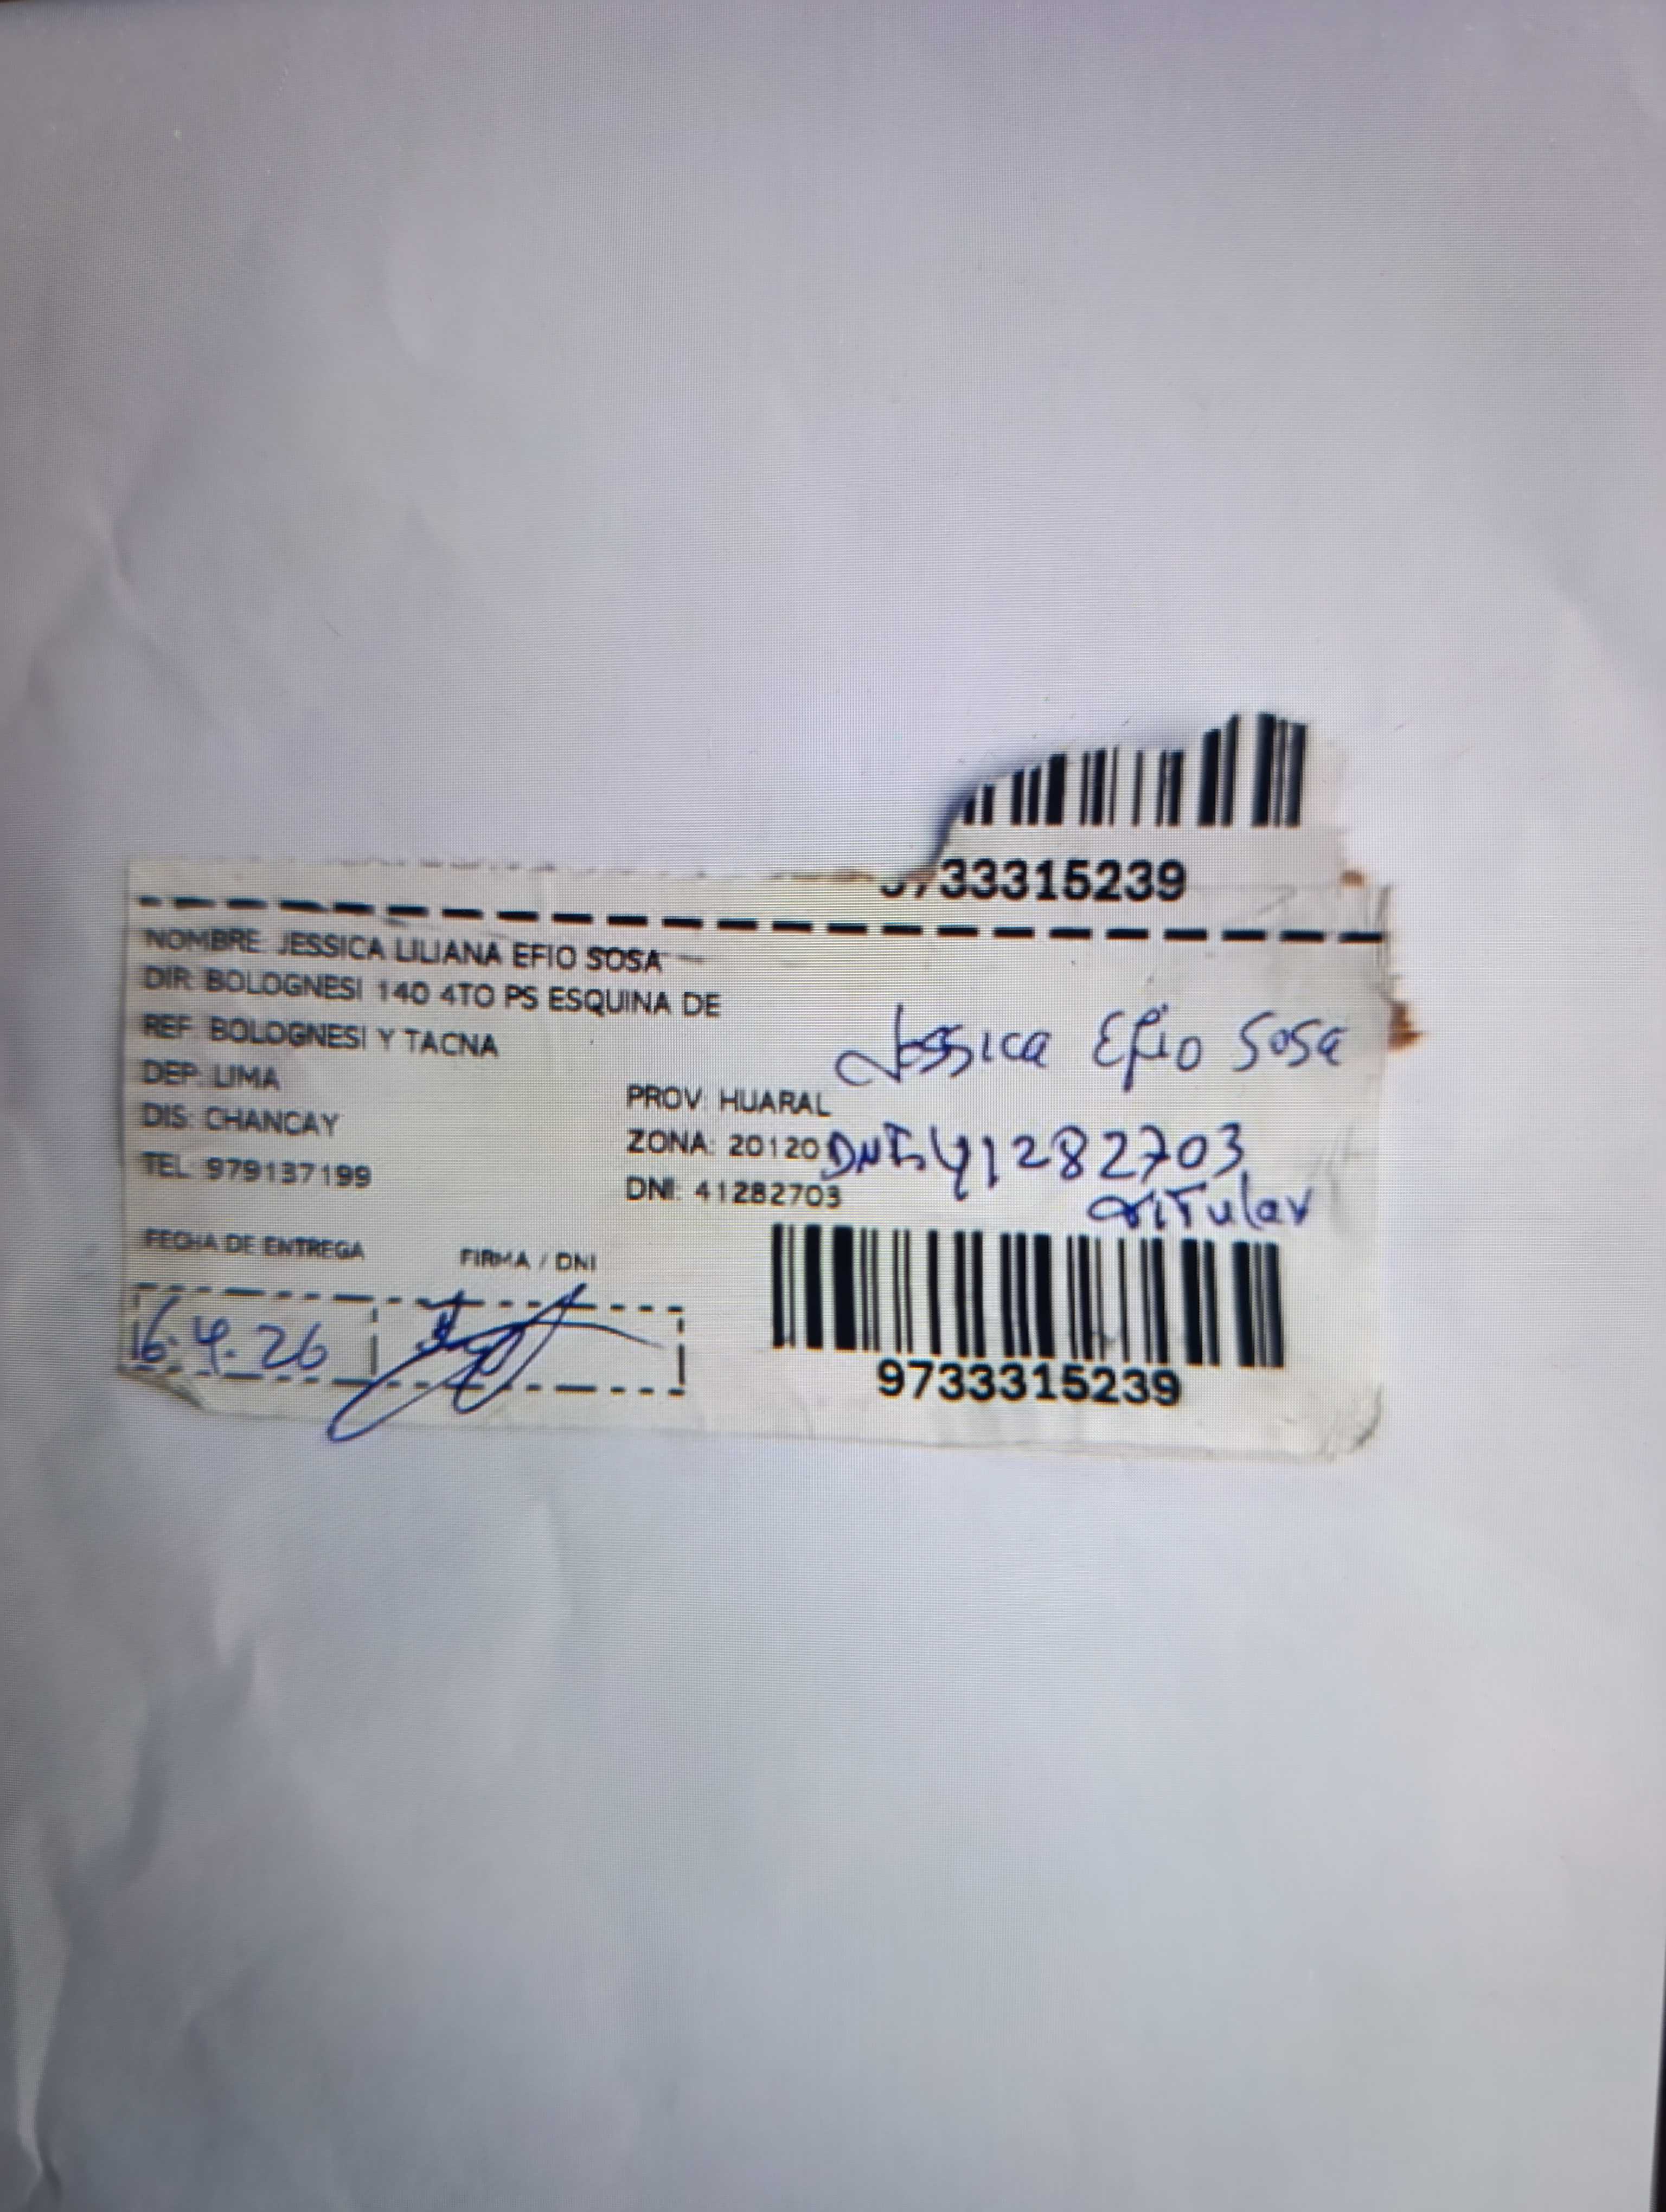 33315239
NOMBRE: JESSICA LILIANA EFIO SOSA
DIR: BOLOGNESI 140 4TO PS ESQUINA DE
REF: BOLOGNESI Y TACNA
DEP: LIMA
PROV: HUARAL
DIS: CHANCAY
ZONA: 20120
TEL: 979137199
DNI: 41282703
Jessica Efio Sosa
DNI 41282703
titular
FECHA DE ENTREGA
FIRMA / DNI
16.4.26
9733315239